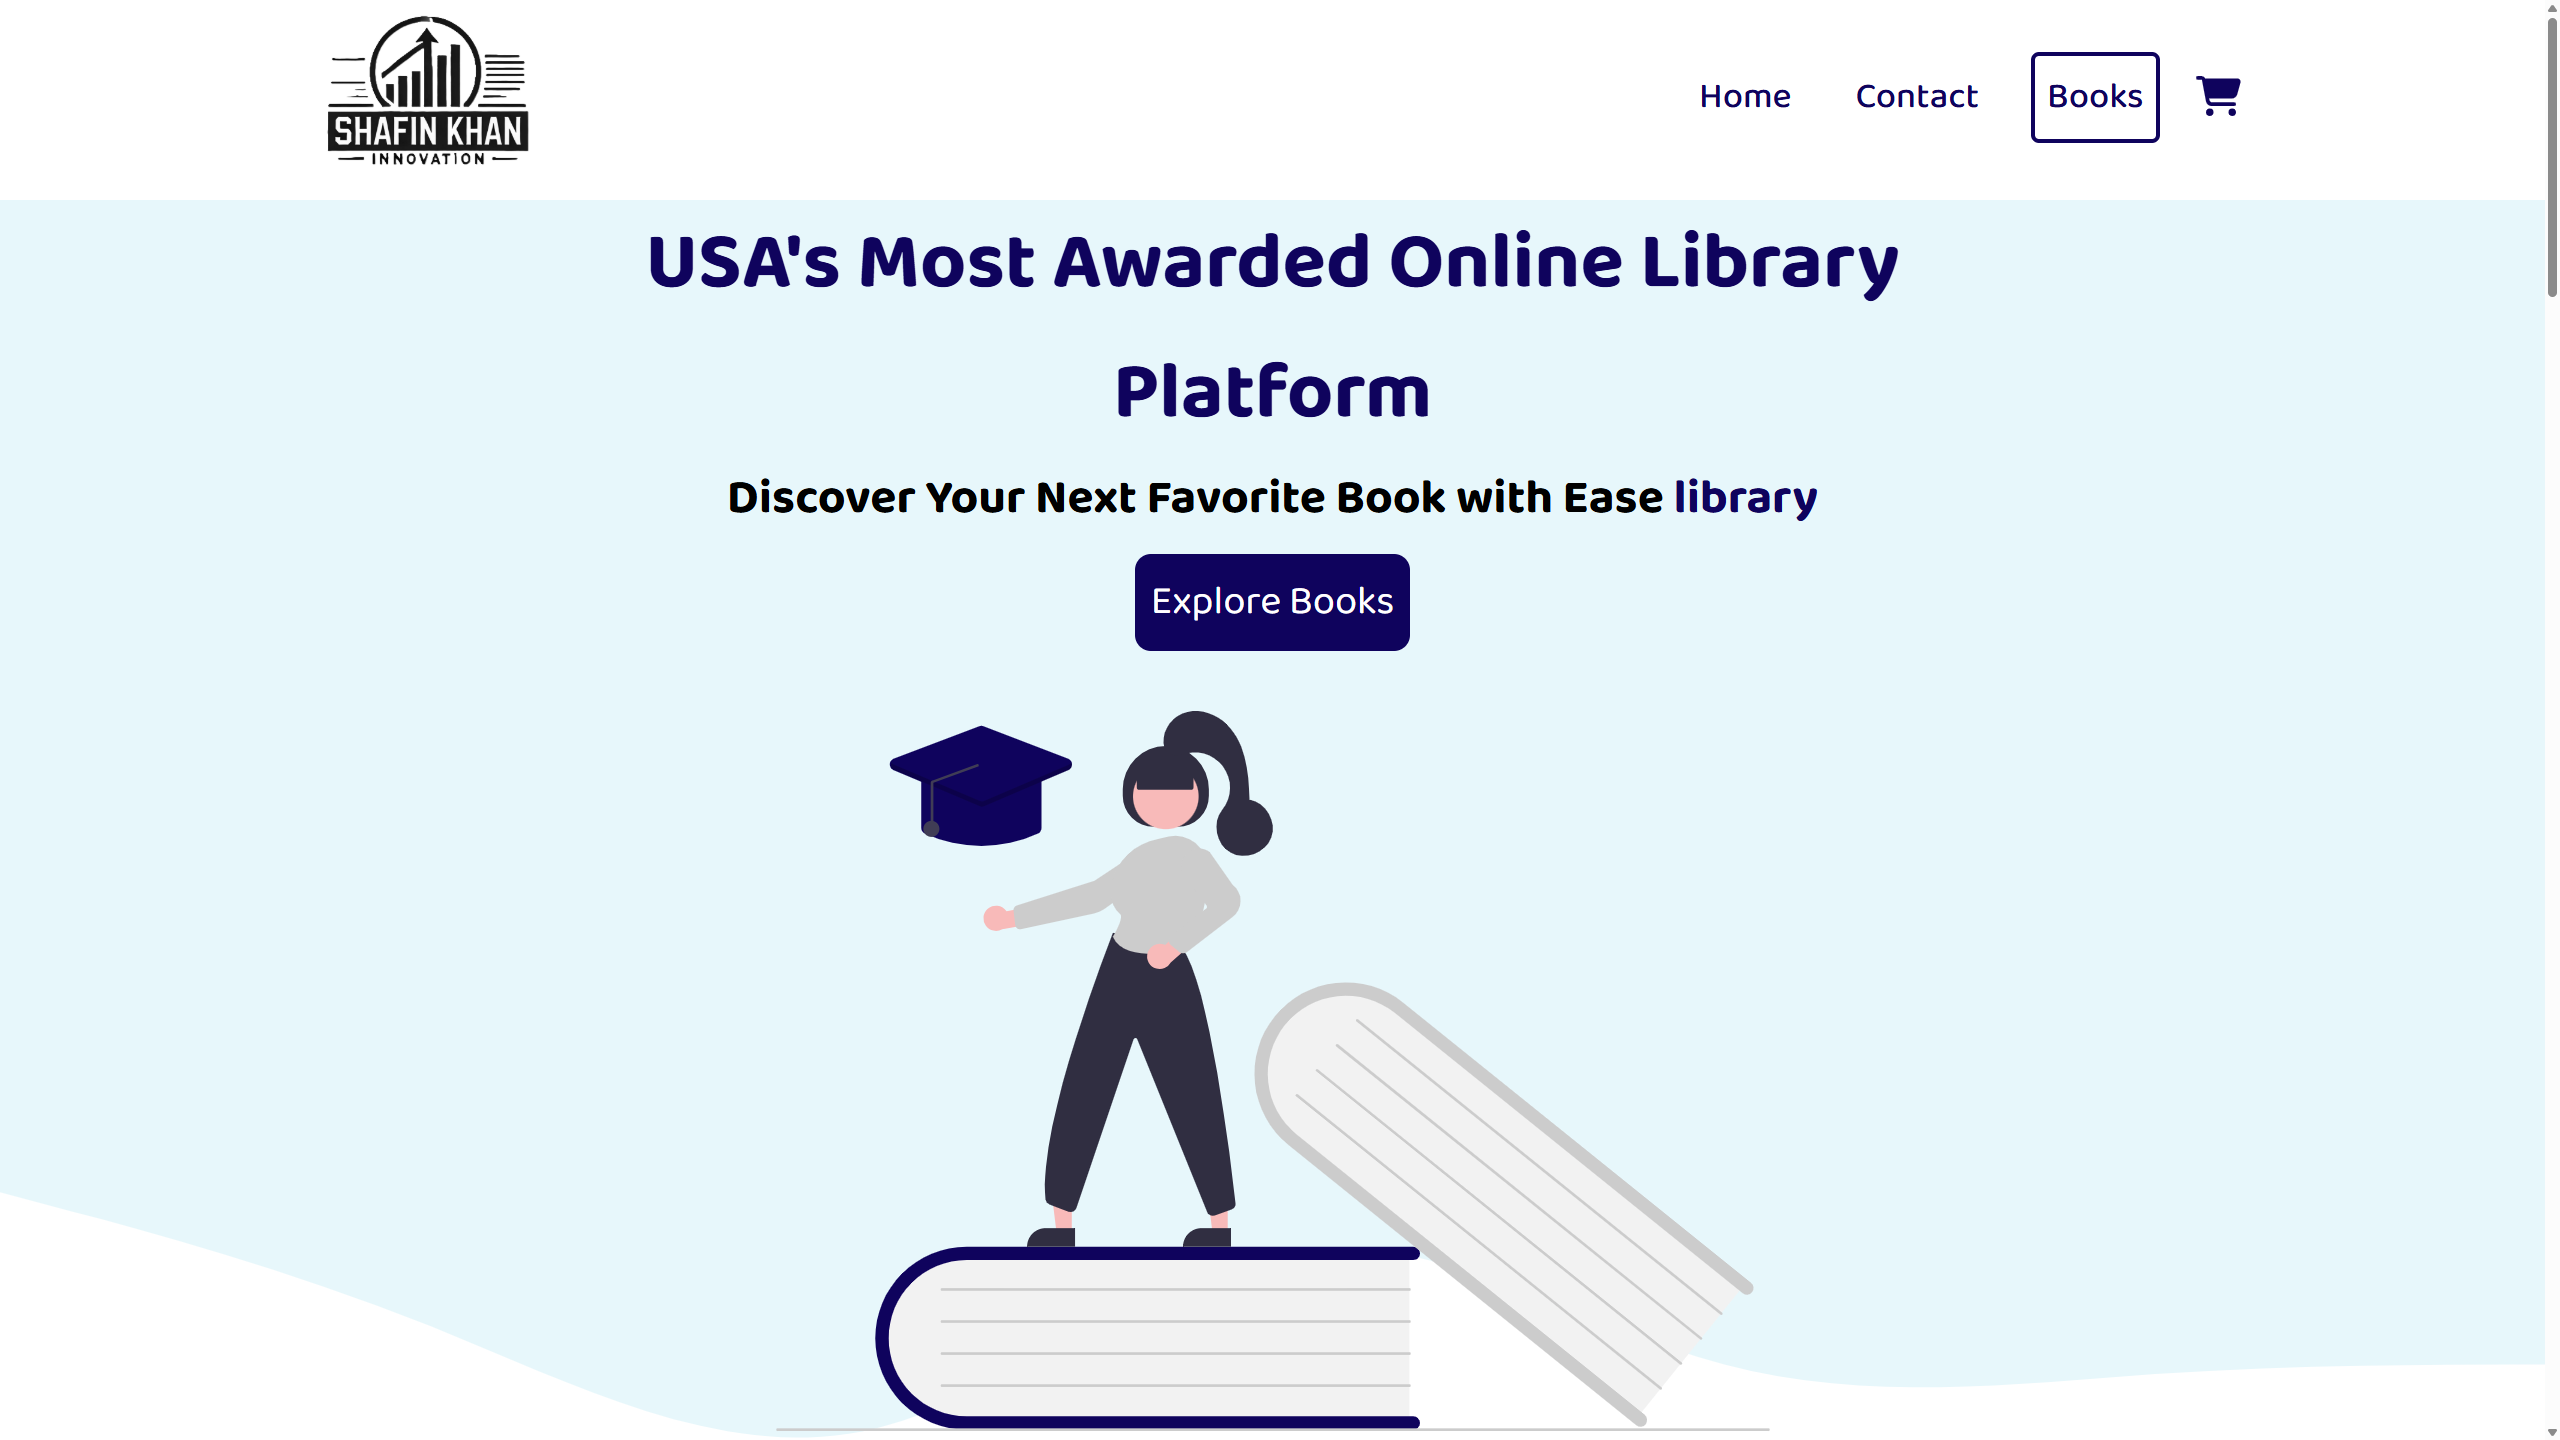 SHAFIN KHAN
INNOVATION
Home Contact Books
USA's Most Awarded Online Library
Platform
Discover Your Next Favorite Book with Ease library
Explore Books